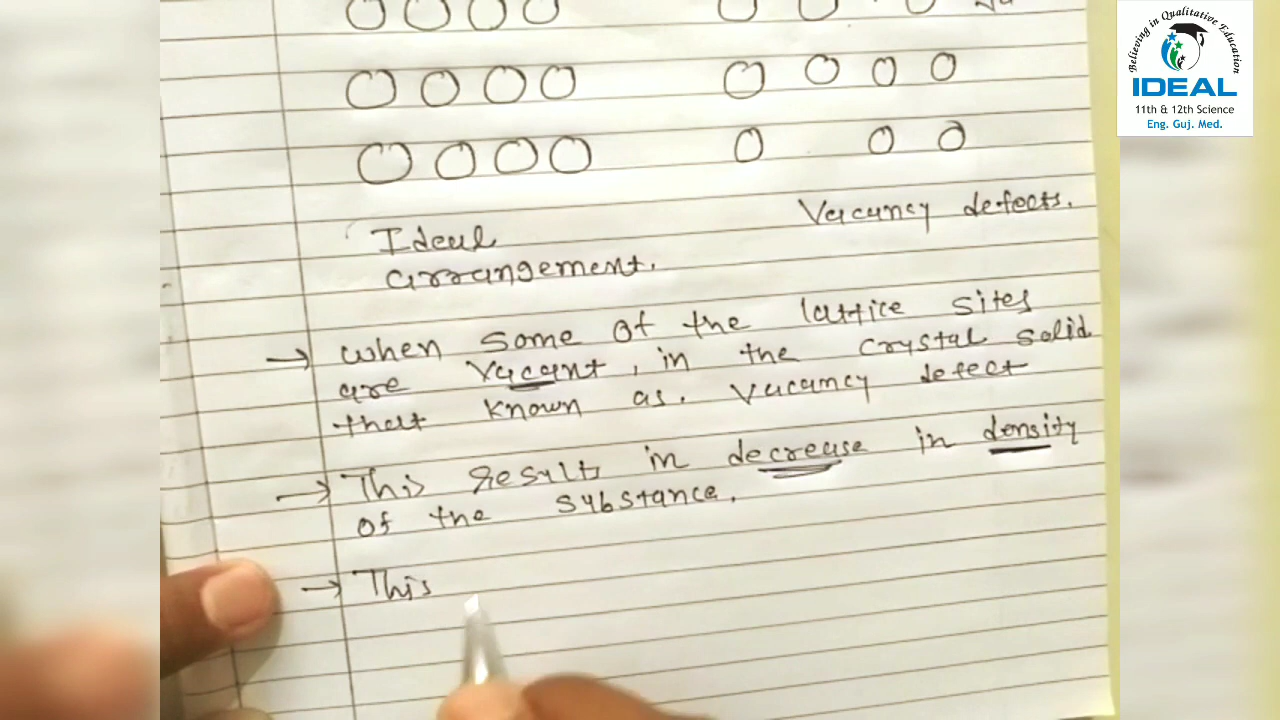 Believing in Qualitative Education
IDEAL
11th & 12th Science
Eng. Guj. Med.
Vacancy defects.
Ideal
arrangement.
→ When some of the lattice sites
are vacant, in the crystal solid
that known as. Vacancy defect
→ This results in decrease in density
of the substance.
→ This